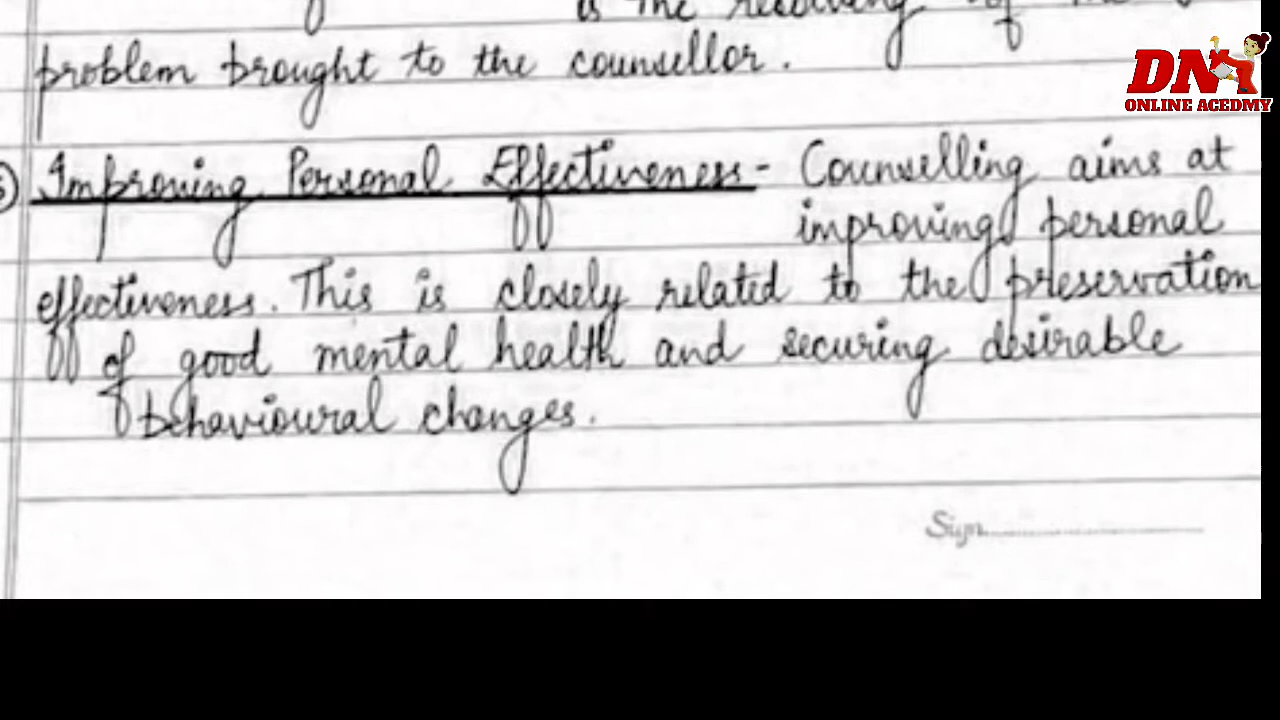 is the resolving of the
problem brought to the counsellor.
Improving Personal Effectiveness - Counselling aims at
improving personal
effectiveness. This is closely related to the preservation
of good mental health and securing desirable
behavioural changes.
Sign
DNA
ONLINE ACEDMY